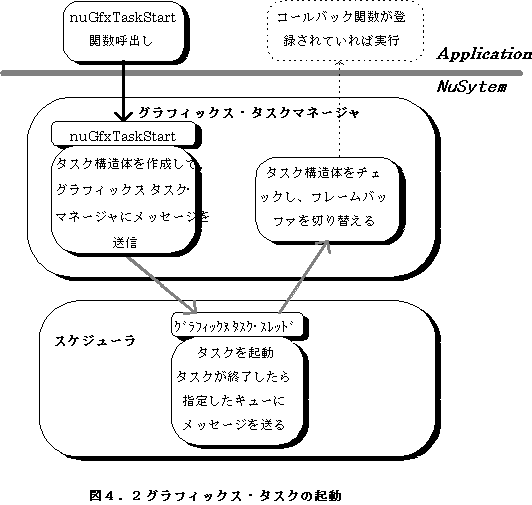 nuGfxTaskStart
関数呼出し
コールバック関数が登
録されていれば実行
Application
NuSytem
グラフィックス・タスクマネージャ
nuGfxTaskStart
タスク構造体を作成して、
グラフィックスタスク・
マネージャにメッセージを
送信
タスク構造体をチェ
ックし、フレームバッ
ファを切り替える
スケジューラ
ｸﾞﾗﾌｨｯｸｽﾀｽｸ･ｽﾚｯﾄﾞ
タスクを起動
タスクが終了したら
指定したキューに
メッセージを送る
図４．２グラフィックス・タスクの起動